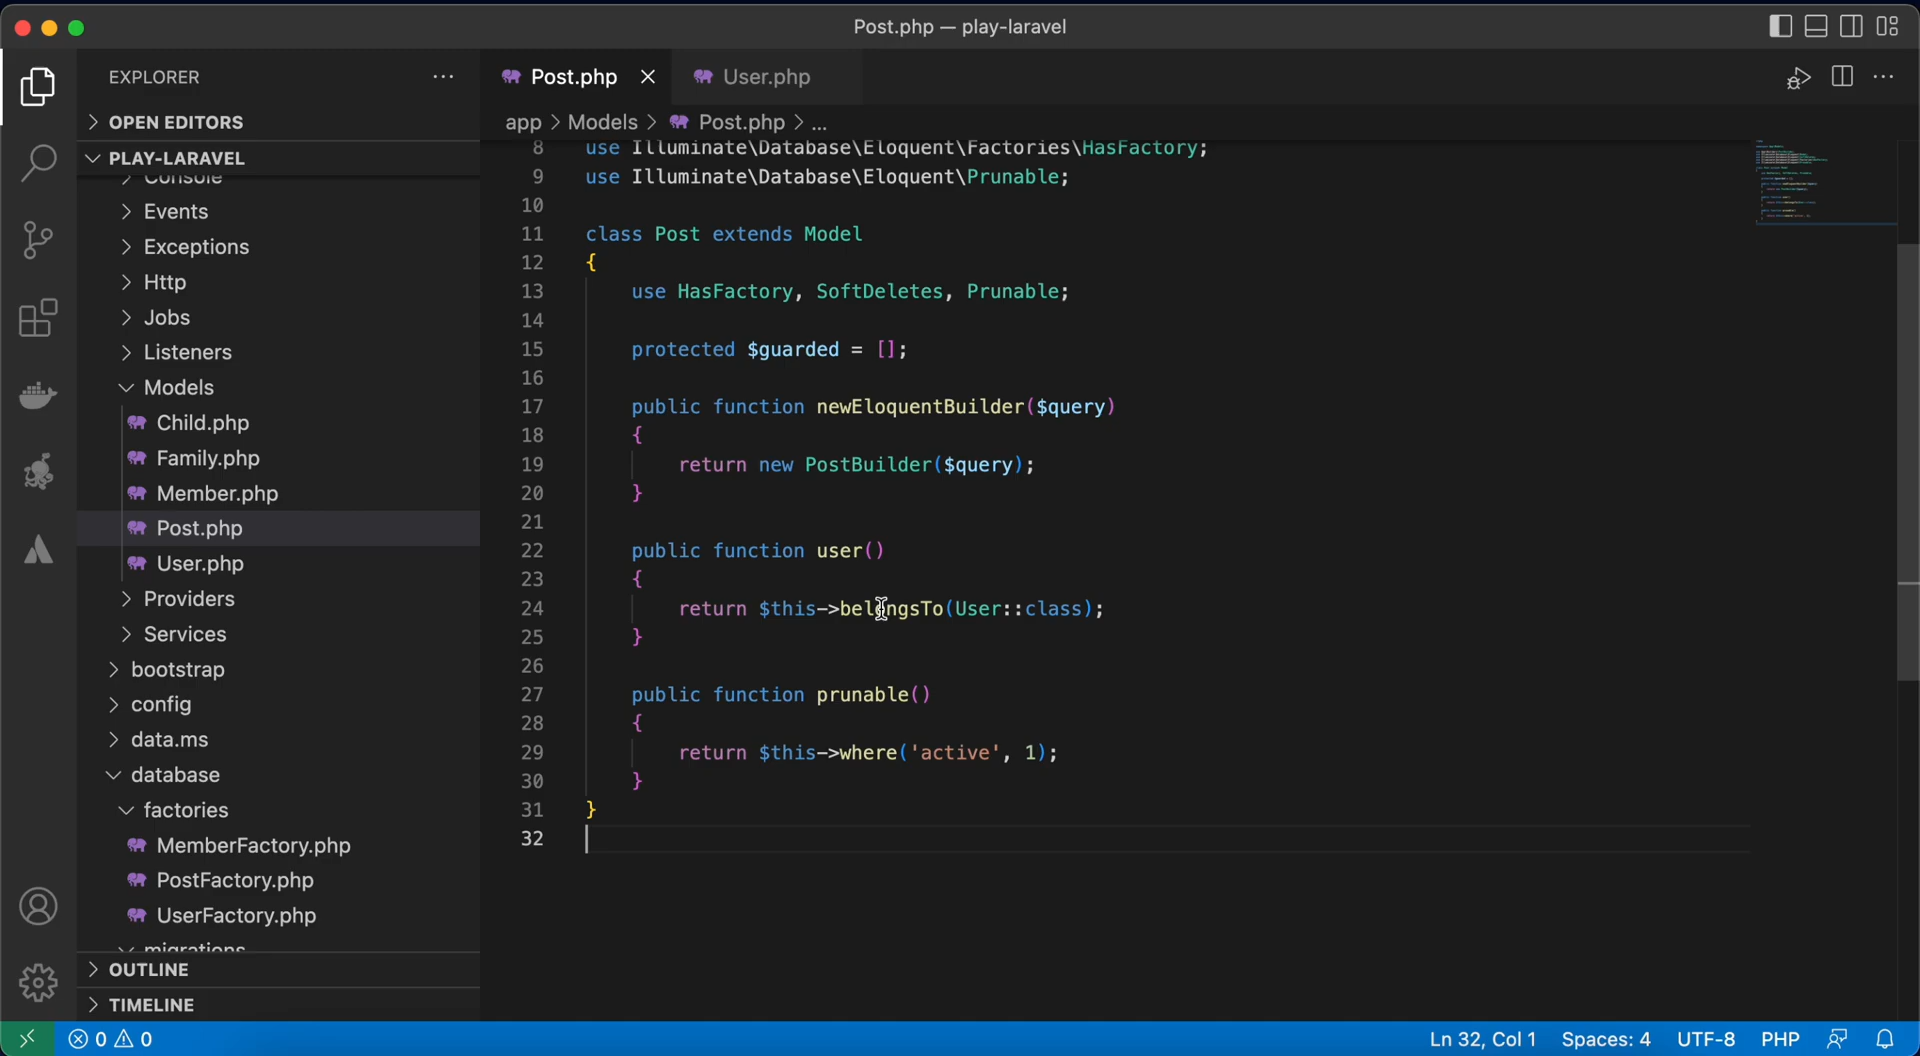 Post.php — play-laravel
EXPLORER
OPEN EDITORS
PLAY-LARAVEL
Console
Events
Exceptions
Http
Jobs
Listeners
Models
Child.php
Family.php
Member.php
Post.php
User.php
Providers
Services
bootstrap
config
data.ms
database
factories
MemberFactory.php
PostFactory.php
UserFactory.php
migrations
OUTLINE
TIMELINE
Post.php User.php
app > Models > Post.php > ...
8 use Illuminate\Database\Eloquent\Factories\HasFactory;
9 use Illuminate\Database\Eloquent\Prunable;
10
11 class Post extends Model
12 {
13     use HasFactory, SoftDeletes, Prunable;
14
15     protected $guarded = [];
16
17     public function newEloquentBuilder($query)
18     {
19         return new PostBuilder($query);
20     }
21
22     public function user()
23     {
24         return $this->belongsTo(User::class);
25     }
26
27     public function prunable()
28     {
29         return $this->where('active', 1);
30     }
31 }
32
0 0 Ln 32, Col 1 Spaces: 4 UTF-8 PHP